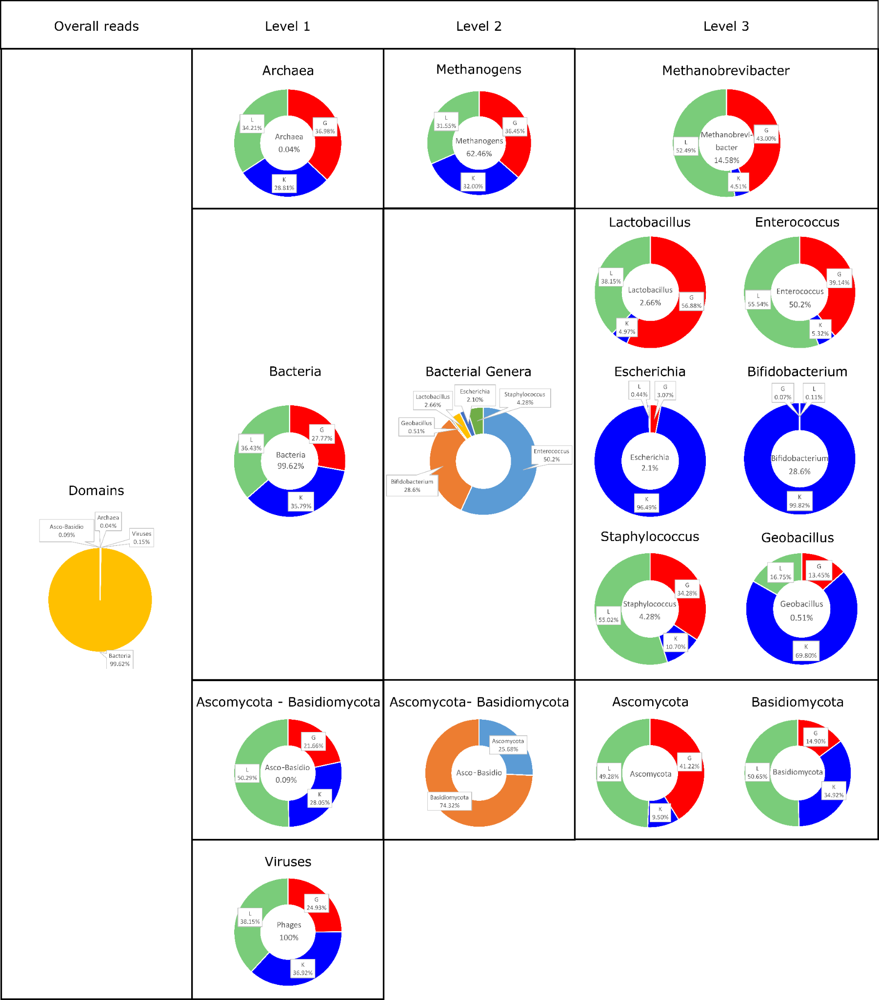 Overall reads
Level 1
Level 2
Level 3
Archaea
L
34.21%
G
36.98%
Archaea
0.04%
K
28.81%
Methanogens
L
31.55%
G
36.45%
Methanogens
62.46%
K
32.00%
Methanobrevibacter
G
43.00%
Methanobrevi-
bacter
14.58%
L
52.49%
K
4.51%
Domains
Archaea
0.04%
Asco-Basidio
0.09%
Viruses
0.15%
Bacteria
99.62%
Bacteria
G
27.77%
L
36.43%
Bacteria
99.62%
K
35.79%
Bacterial Genera
Lactobacillus
2.66%
Escherichia
2.10%
Staphylococcus
4.28%
Geobacillus
0.51%
Enterococcus
50.2%
Bifidobacterium
28.6%
Lactobacillus
L
38.15%
Lactobacillus
2.66%
G
56.88%
K
4.97%
Enterococcus
G
39.14%
Enterococcus
50.2%
L
55.54%
K
5.32%
Escherichia
L
0.44%
G
3.07%
Escherichia
2.1%
K
96.49%
Bifidobacterium
G
0.07%
L
0.11%
Bifidobacterium
28.6%
K
99.82%
Staphylococcus
G
34.28%
Staphylococcus
4.28%
L
55.02%
K
10.70%
Geobacillus
L
16.75%
G
13.45%
Geobacillus
0.51%
K
69.80%
Ascomycota - Basidiomycota
G
21.66%
Asco-Basidio
0.09%
L
50.29%
K
28.05%
Ascomycota- Basidiomycota
Ascomycota
25.68%
Asco-Basidio
Basidiomycota
74.32%
Ascomycota
G
41.22%
L
49.28%
Ascomycota
K
9.50%
Basidiomycota
G
14.90%
L
50.65%
Basidiomycota
K
34.92%
Viruses
G
24.93%
L
38.15%
Phages
100%
K
36.92%